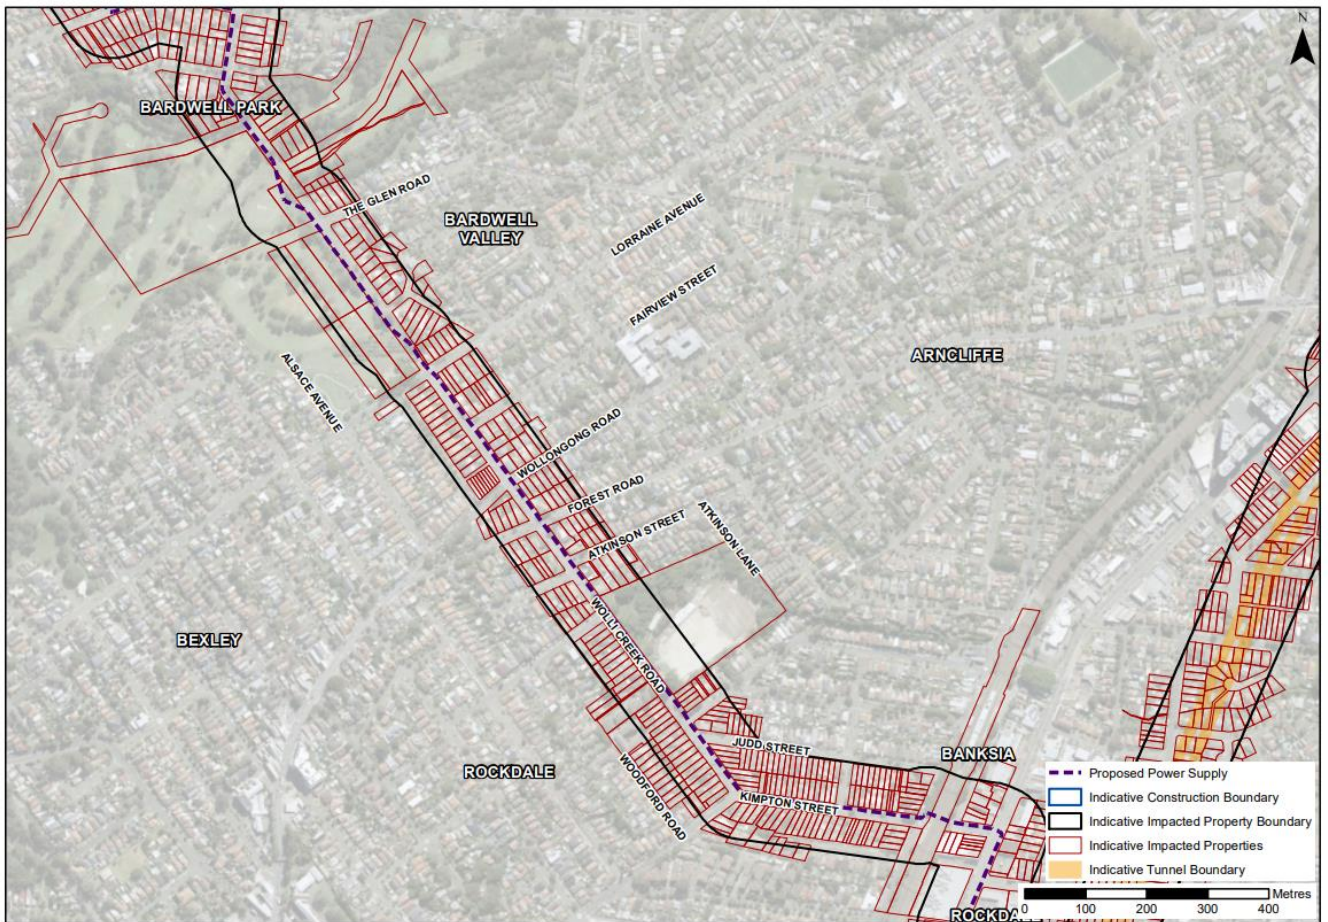 N
BARDWELL PARK
THE GLEN ROAD
BARDWELL
VALLEY
LORRAINE AVENUE
FAIRVIEW STREET
ARNCLIFFE
ALSACE AVENUE
WOLLONGONG ROAD
FOREST ROAD
ATKINSON STREET
ATKINSON LANE
BEXLEY
WOLLI CREEK ROAD
ROCKDALE
JUDD STREET
BANKSIA
WOODFORD ROAD
KIMPTON STREET
Proposed Power Supply
Indicative Construction Boundary
Indicative Impacted Property Boundary
Indicative Impacted Properties
Indicative Tunnel Boundary
Metres
0 100 200 300 400
ROCKDA